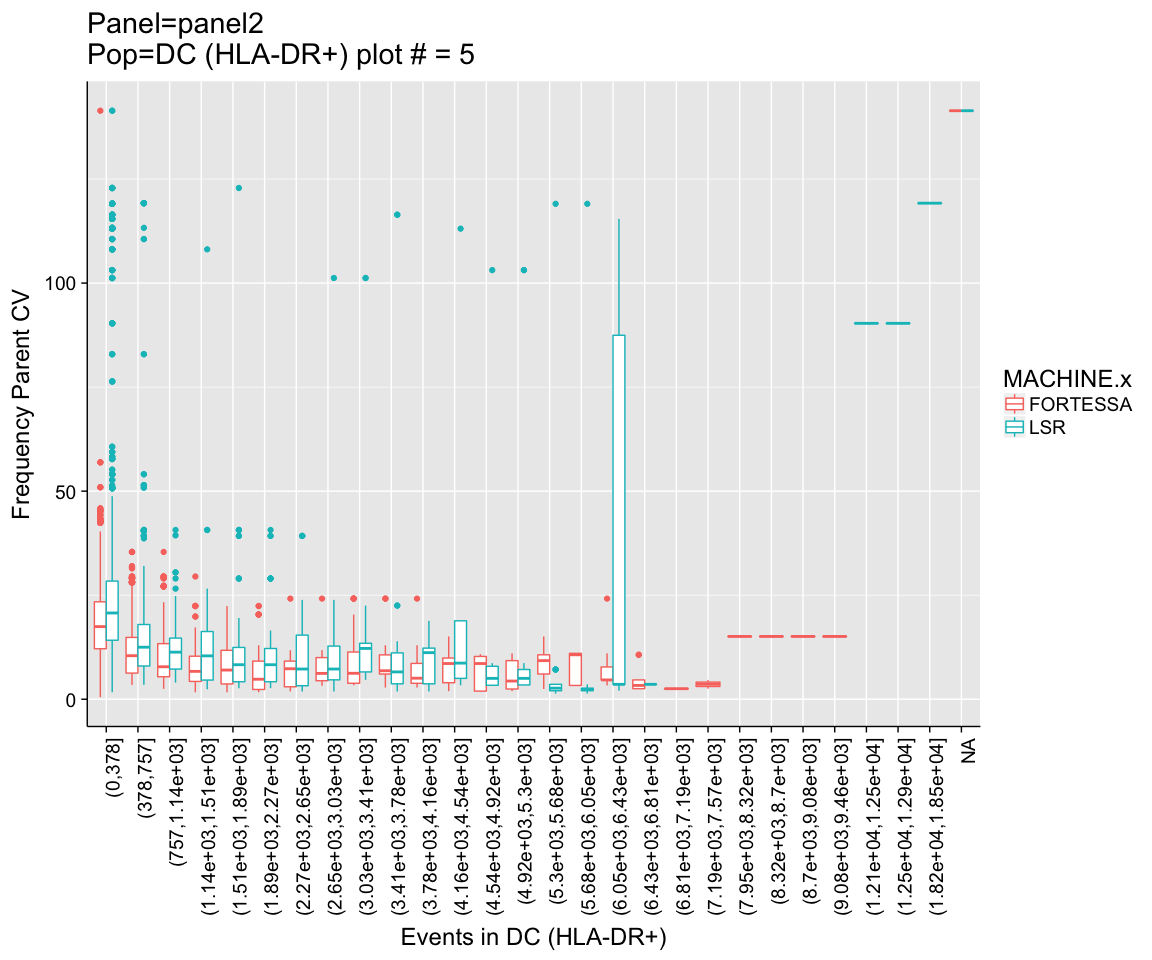 Panel=panel2
Pop=DC (HLA-DR+) plot # = 5
Frequency Parent CV
100
50
0
(0,378]
(378,757]
(757,1.14e+03]
(1.14e+03,1.51e+03]
(1.51e+03,1.89e+03]
(1.89e+03,2.27e+03]
(2.27e+03,2.65e+03]
(2.65e+03,3.03e+03]
(3.03e+03,3.41e+03]
(3.41e+03,3.78e+03]
(3.78e+03,4.16e+03]
(4.16e+03,4.54e+03]
(4.54e+03,4.92e+03]
(4.92e+03,5.3e+03]
(5.3e+03,5.68e+03]
(5.68e+03,6.05e+03]
(6.05e+03,6.43e+03]
(6.43e+03,6.81e+03]
(6.81e+03,7.19e+03]
(7.19e+03,7.57e+03]
(7.95e+03,8.32e+03]
(8.32e+03,8.7e+03]
(8.7e+03,9.08e+03]
(9.08e+03,9.46e+03]
(1.21e+04,1.25e+04]
(1.25e+04,1.29e+04]
(1.82e+04,1.85e+04]
NA
Events in DC (HLA-DR+)
MACHINE.x
FORTESSA
LSR